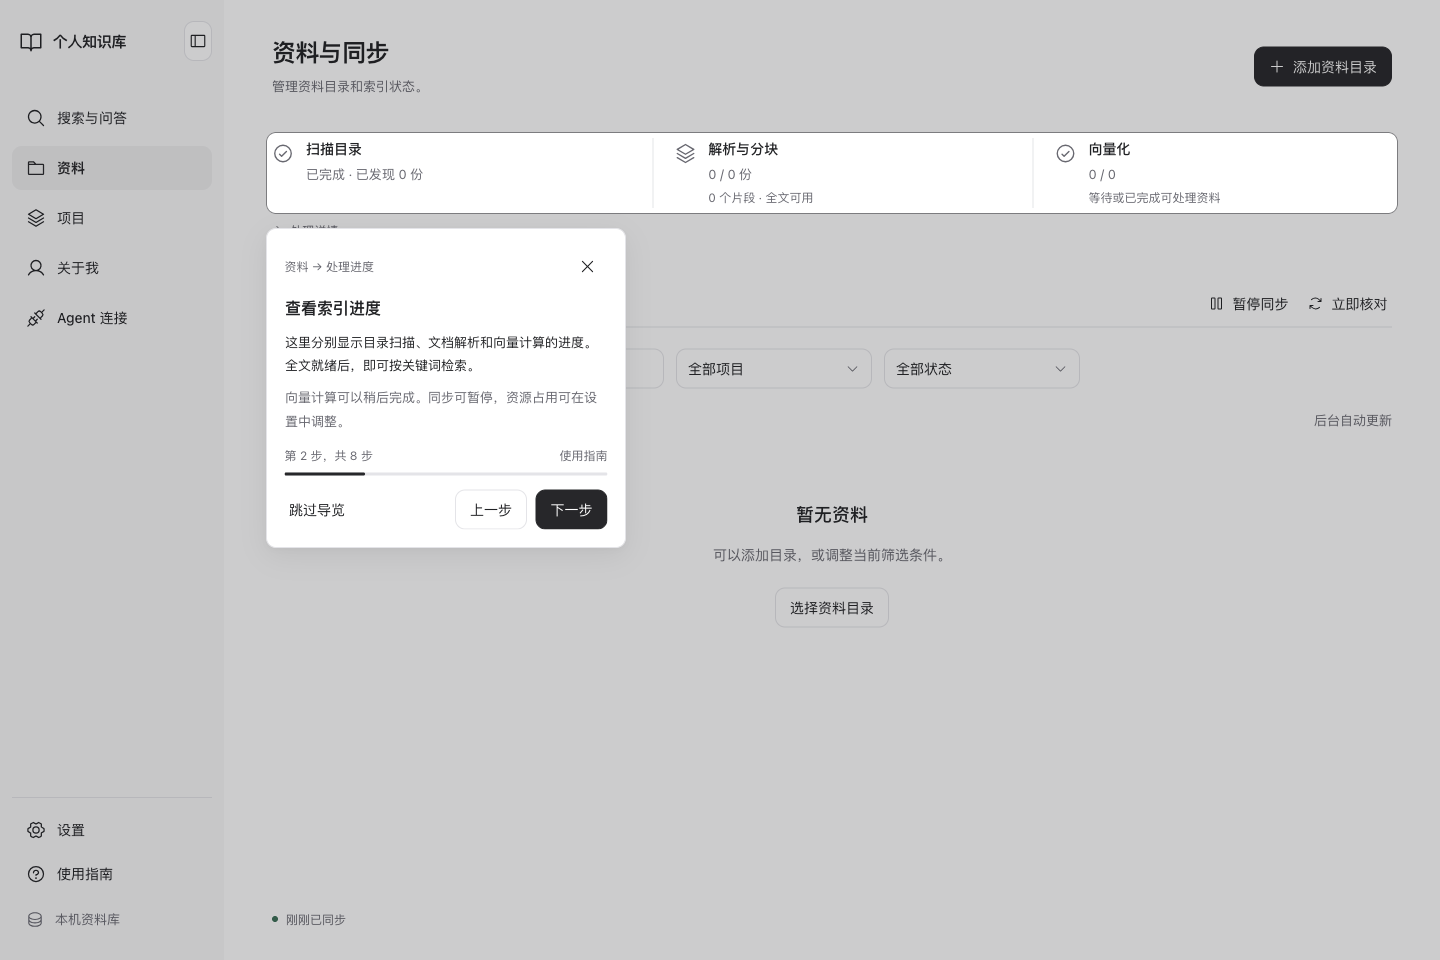 个人知识库
搜索与问答
资料
项目
关于我
Agent 连接
设置
使用指南
本机资料库
资料与同步
管理资料目录和索引状态。
添加资料目录
扫描目录
已完成 · 已发现 0 份
解析与分块
0 / 0 份
0 个片段 · 全文可用
向量化
0 / 0
等待或已完成可处理资料
资料 → 处理进度
查看索引进度
这里分别显示目录扫描、文档解析和向量计算的进度。
全文就绪后，即可按关键词检索。
向量计算可以稍后完成。同步可暂停，资源占用可在设
置中调整。
第 2 步，共 8 步
使用指南
跳过导览
上一步
下一步
暂停同步
立即核对
全部项目
全部状态
后台自动更新
暂无资料
可以添加目录，或调整当前筛选条件。
选择资料目录
刚刚已同步